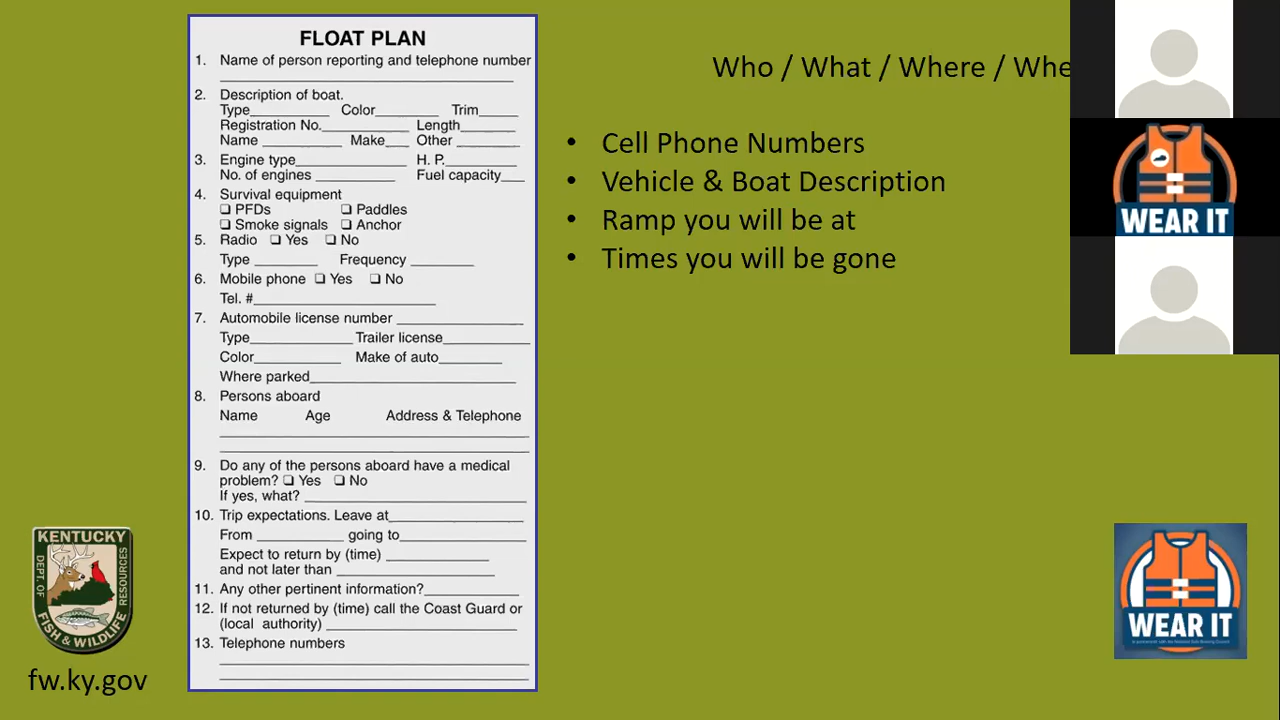 FLOAT PLAN
1. Name of person reporting and telephone number
2. Description of boat.
Type Color Trim
Registration No. Length
Name Make Other
3. Engine type H. P.
No. of engines Fuel capacity
4. Survival equipment
❑ PFDs ❑ Paddles
❑ Smoke signals ❑ Anchor
5. Radio ❑ Yes ❑ No
Type Frequency
6. Mobile phone ❑ Yes ❑ No
Tel. #
7. Automobile license number
Type Trailer license
Color Make of auto
Where parked
8. Persons aboard
Name Age Address & Telephone
9. Do any of the persons aboard have a medical
problem? ❑ Yes ❑ No
If yes, what?
10. Trip expectations. Leave at
From going to
Expect to return by (time)
and not later than
11. Any other pertinent information?
12. If not returned by (time) call the Coast Guard or
(local authority)
13. Telephone numbers
Who / What / Where / Whe
• Cell Phone Numbers
• Vehicle & Boat Description
• Ramp you will be at
• Times you will be gone
WEAR IT
KENTUCKY
DEPT. OF
FISH & WILDLIFE
RESOURCES
fw.ky.gov
WEAR IT